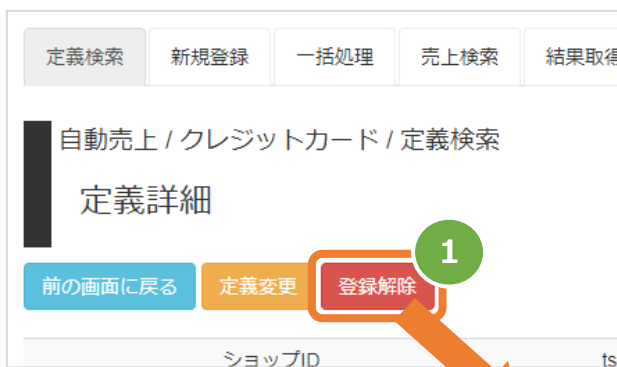 定義検索 新規登録 一括処理 売上検索 結果取得
自動売上 / クレジットカード / 定義検索
定義詳細
1
前の画面に戻る 定義変更 登録解除
ショップID ts